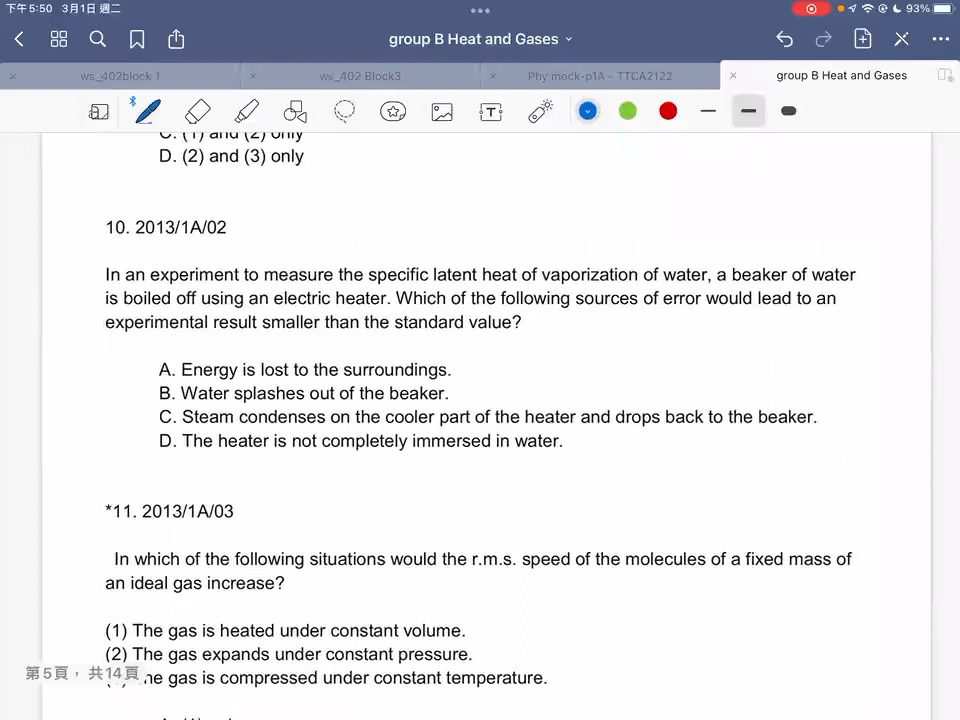 下午5:50 3月1日 週二
93%
group B Heat and Gases
ws_402block 1
ws_402 Block3
Phy mock-p1A - TTCA2122
group B Heat and Gases
C. (1) and (2) only
D. (2) and (3) only
10. 2013/1A/02
In an experiment to measure the specific latent heat of vaporization of water, a beaker of water
is boiled off using an electric heater. Which of the following sources of error would lead to an
experimental result smaller than the standard value?
A. Energy is lost to the surroundings.
B. Water splashes out of the beaker.
C. Steam condenses on the cooler part of the heater and drops back to the beaker.
D. The heater is not completely immersed in water.
*11. 2013/1A/03
In which of the following situations would the r.m.s. speed of the molecules of a fixed mass of
an ideal gas increase?
(1) The gas is heated under constant volume.
(2) The gas expands under constant pressure.
第5頁，共14頁
he gas is compressed under constant temperature.